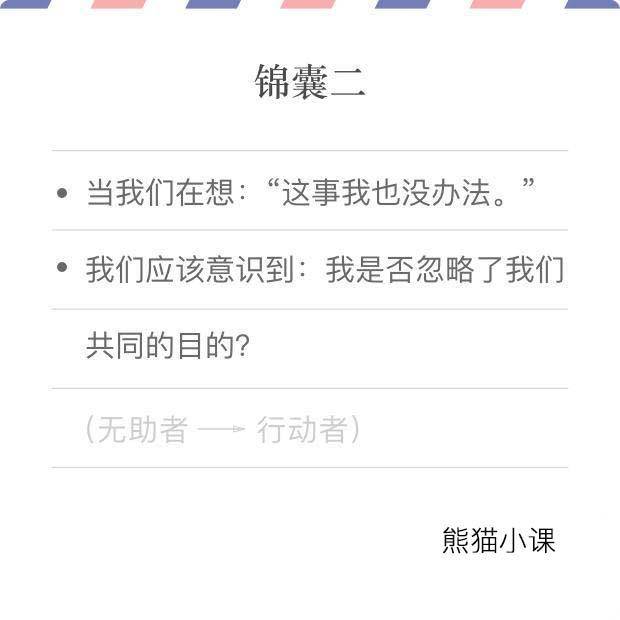 锦囊二
• 当我们在想：“这事我也没办法。”
• 我们应该意识到：我是否忽略了我们
共同的目的？
（无助者 → 行动者）
熊猫小课